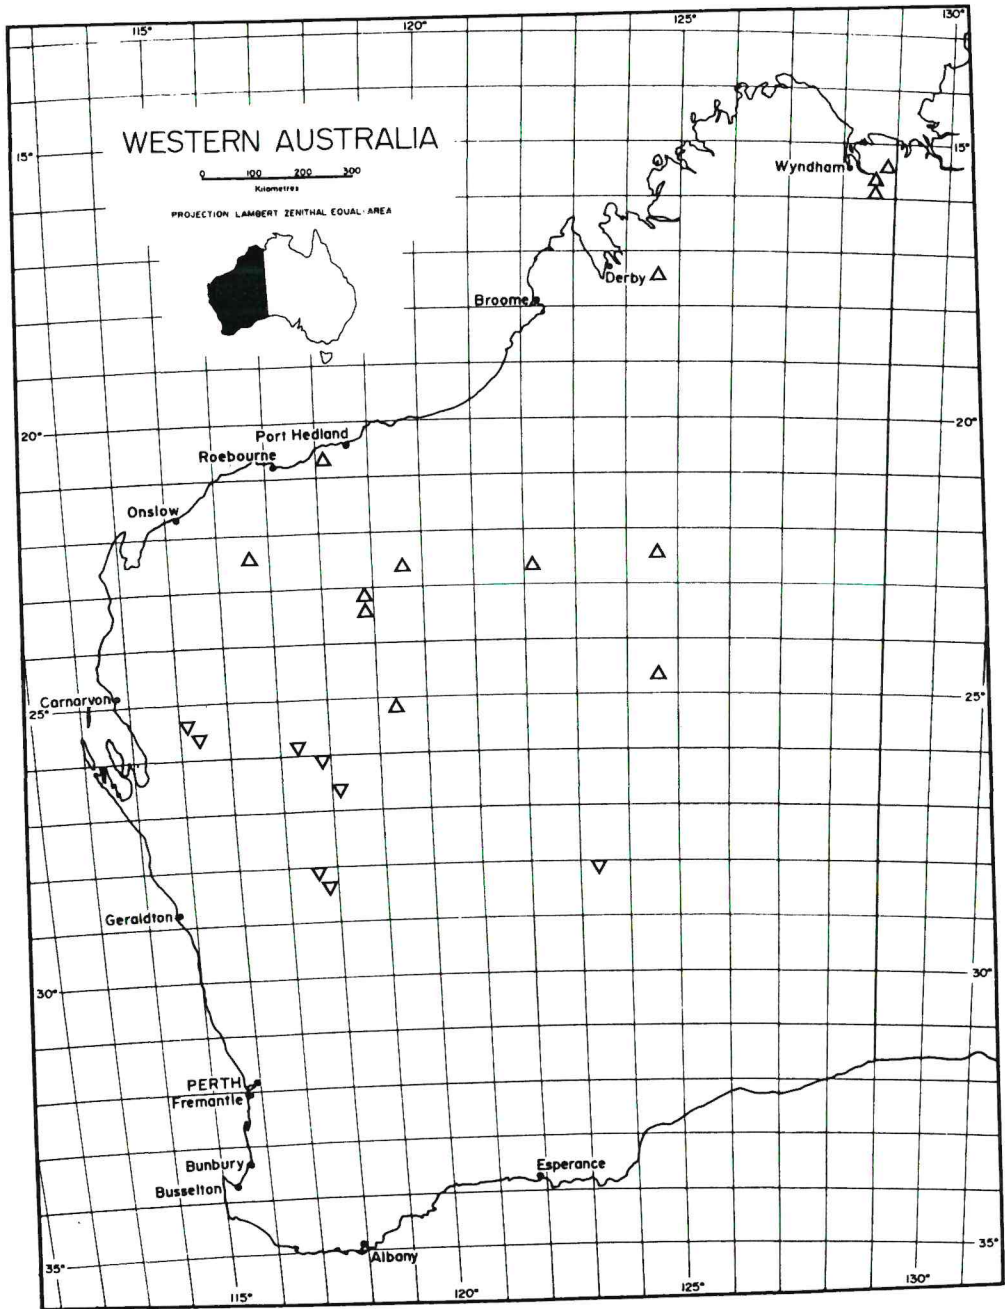 115°
120°
125°
130°
WESTERN AUSTRALIA
0 100 200 300
Kilometres
PROJECTION LAMBERT ZENITHAL EQUAL-AREA
15°
15°
Wyndham
Derby
Broome
20°
20°
Port Hedland
Roebourne
Onslow
Carnarvon
25°
25°
Geraldton
30°
30°
PERTH
Fremantle
Bunbury
Busselton
Esperance
Albany
35°
35°
115°
120°
125°
130°